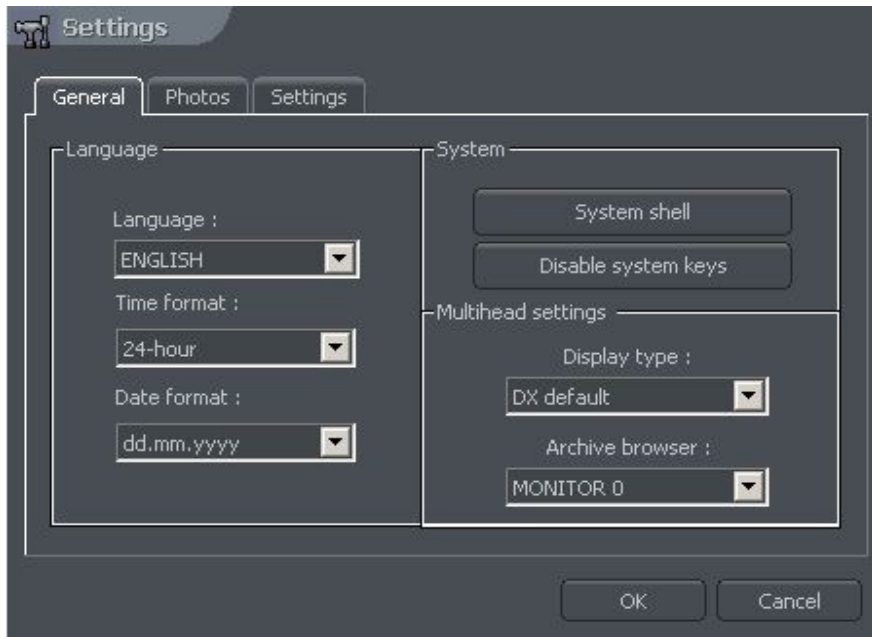 Settings
General
Photos
Settings
Language
Language :
ENGLISH
Time format :
24-hour
Date format :
dd.mm.yyyy
System
System shell
Disable system keys
Multihead settings
Display type :
DX default
Archive browser :
MONITOR 0
OK
Cancel